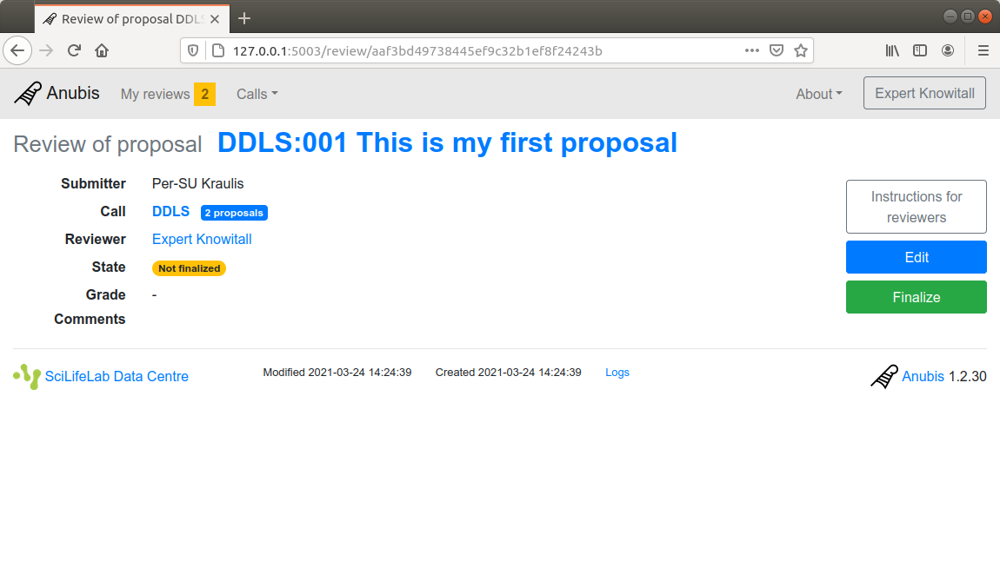 Review of proposal DDLS
127.0.0.1:5003/review/aaf3bd49738445ef9c32b1ef8f24243b
Anubis My reviews 2 Calls About Expert Knowitall
Review of proposal DDLS:001 This is my first proposal
Submitter Per-SU Kraulis
Call DDLS 2 proposals
Reviewer Expert Knowitall
State Not finalized
Grade -
Comments
Instructions for
reviewers
Edit
Finalize
SciLifeLab Data Centre Modified 2021-03-24 14:24:39 Created 2021-03-24 14:24:39 Logs Anubis 1.2.30